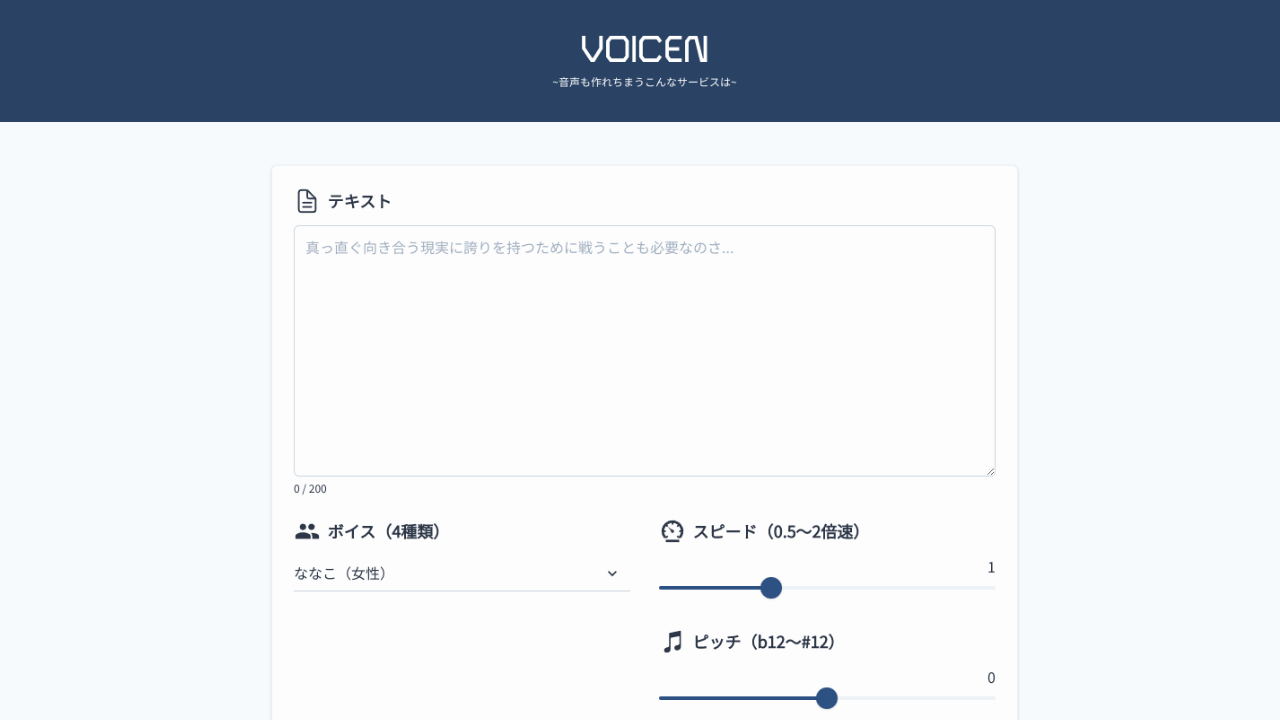 VOICEN
~音声も作れちまうこんなサービスは~
テキスト
真っ直ぐ向き合う現実に誇りを持つために戦うことも必要なのさ...
0 / 200
ボイス（4種類）
ななこ（女性）
スピード（0.5〜2倍速）
1
ピッチ（b12〜#12）
0